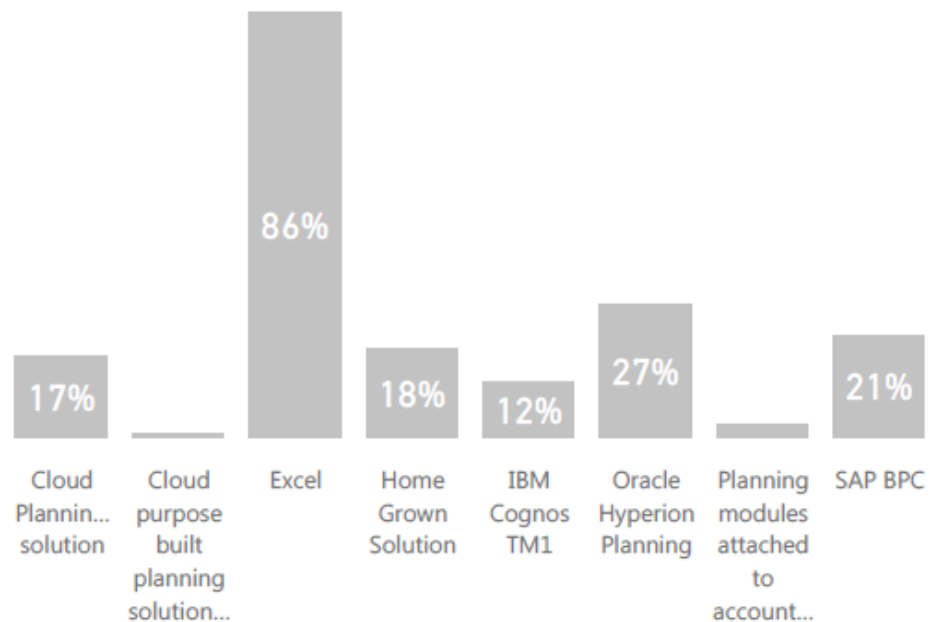 86%
17%
18%
12%
27%
21%
Cloud
Plannin...
solution
Cloud
purpose
built
planning
solution...
Excel
Home
Grown
Solution
IBM
Cognos
TM1
Oracle
Hyperion
Planning
Planning
modules
attached
to
account...
SAP BPC